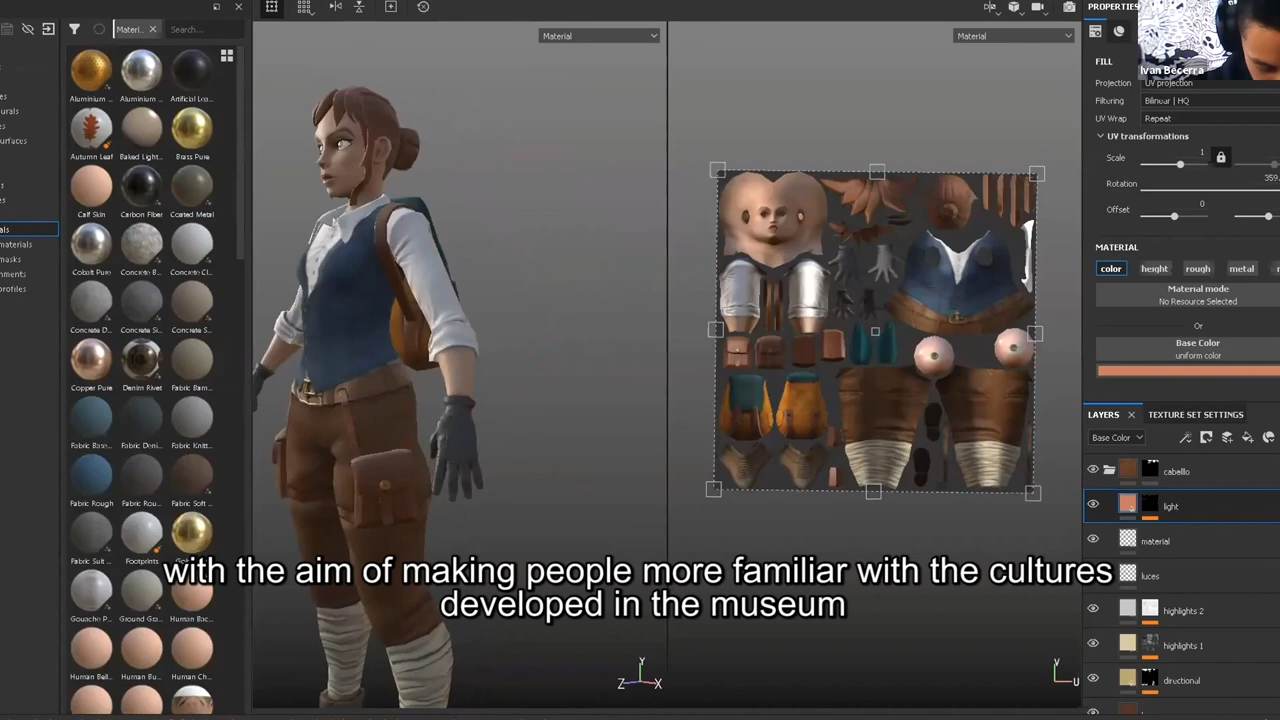 Materi...
Search...
Material
Material
PROPERTIES
Ivan Becerra
FILL
Projection
UV projection
Filtering
Bilinear | HQ
UV Wrap
Repeat
UV transformations
Scale
1
Rotation
359.
Offset
0
MATERIAL
color
height
rough
metal
Material mode
No Resource Selected
Or
Base Color
uniform color
LAYERS
TEXTURE SET SETTINGS
Base Color
cabelllo
light
material
luces
highlights 2
highlights 1
directional
Aluminium ...
Aluminium ...
Artificial Lea...
Autumn Leaf
Baked Light...
Brass Pure
Calf Skin
Carbon Fiber
Coated Metal
Cobalt Pure
Concrete B...
Concrete Cl...
Concrete D...
Concrete S...
Concrete S...
Copper Pure
Denim Rivet
Fabric Bam...
Fabric Base...
Fabric Deni...
Fabric Knitt...
Fabric Rough
Fabric Rou...
Fabric Soft ...
Fabric Suit ...
Footprints
Gouache P...
Ground Gra...
Human Bac...
Human Bell...
Human Bu...
Human Ch...
with the aim of making people more familiar with the cultures
developed in the museum
Y
Z
X
V
U